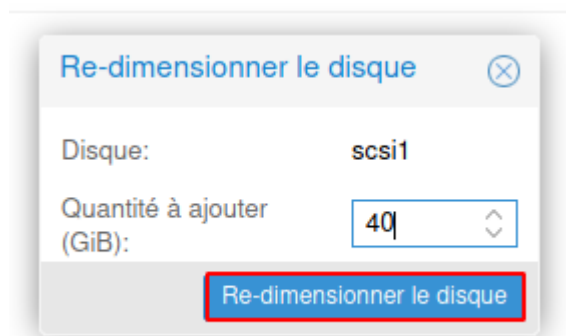 Re-dimensionner le disque
Disque: scsi1
Quantité à ajouter
(GiB): 40
Re-dimensionner le disque